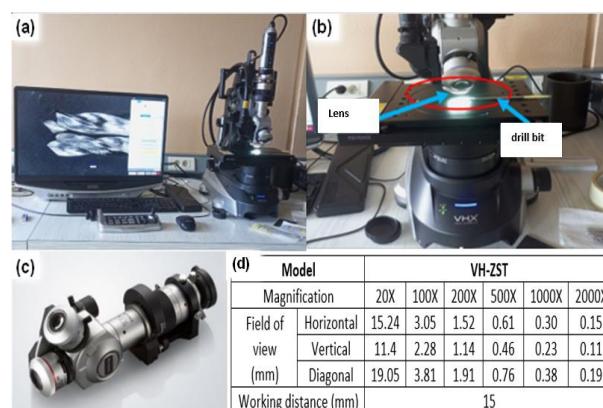 (a)
(b)
Lens
drill bit
VHX
(c)
(d)
Model VH-ZST
Magnification 20X 100X 200X 500X 1000X 2000X
Field of view (mm) Horizontal 15.24 3.05 1.52 0.61 0.30 0.15
Vertical 11.4 2.28 1.14 0.46 0.23 0.11
Diagonal 19.05 3.81 1.91 0.76 0.38 0.19
Working distance (mm) 15